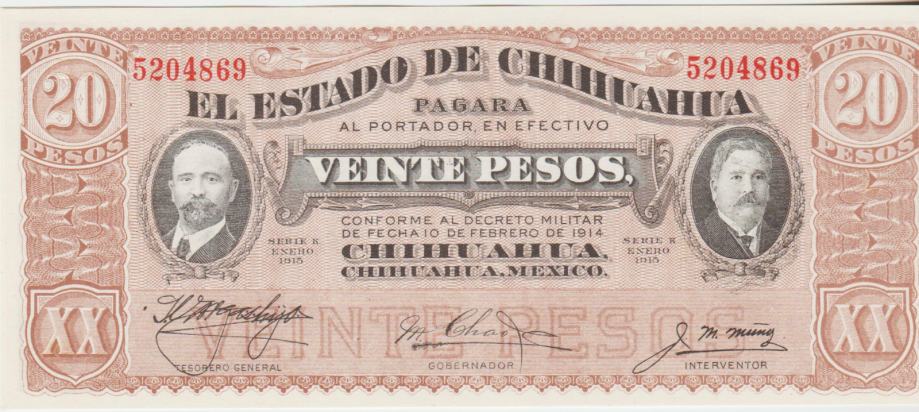 VEINTE 20 PESOS
5204869
5204869
VEINTE 20 PESOS
EL ESTADO DE CHIHUAHUA
PAGARA
AL PORTADOR, EN EFECTIVO
VEINTE PESOS,
CONFORME AL DECRETO MILITAR
DE FECHA 10 DE FEBRERO DE 1914
CHIHUAHUA,
CHIHUAHUA, MEXICO.
SERIE K
ENERO
1915
SERIE K
ENERO
1915
XX
VEINTE PESOS
XX
M. Chao
J. M. Mung
TESORERO GENERAL
GOBERNADOR
INTERVENTOR